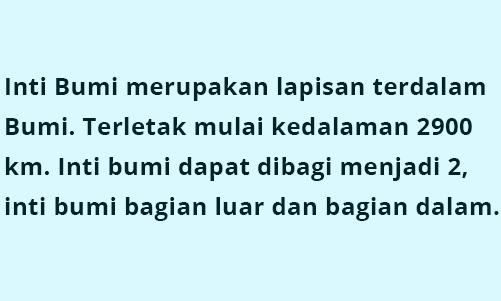 Inti Bumi merupakan lapisan terdalam
Bumi. Terletak mulai kedalaman 2900
km. Inti bumi dapat dibagi menjadi 2,
inti bumi bagian luar dan bagian dalam.